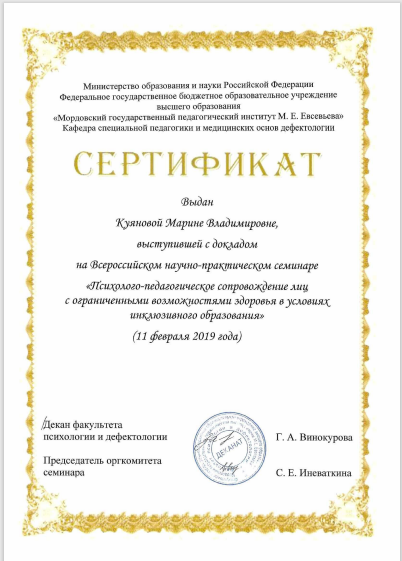 Министерство образования и науки Российской Федерации
Федеральное государственное бюджетное образовательное учреждение
высшего образования
«Мордовский государственный педагогический институт М. Е. Евсевьева»
Кафедра специальной педагогики и медицинских основ дефектологии
СЕРТИФИКАТ
Выдан
Куяновой Марине Владимировне,
выступившей с докладом
на Всероссийском научно-практическом семинаре
«Психолого-педагогическое сопровождение лиц
с ограниченными возможностями здоровья в условиях
инклюзивного образования»
(11 февраля 2019 года)
Декан факультета
психологии и дефектологии
Г. А. Винокурова
ДЕКАНАТ
Председатель оргкомитета
семинара
С. Е. Иневаткина